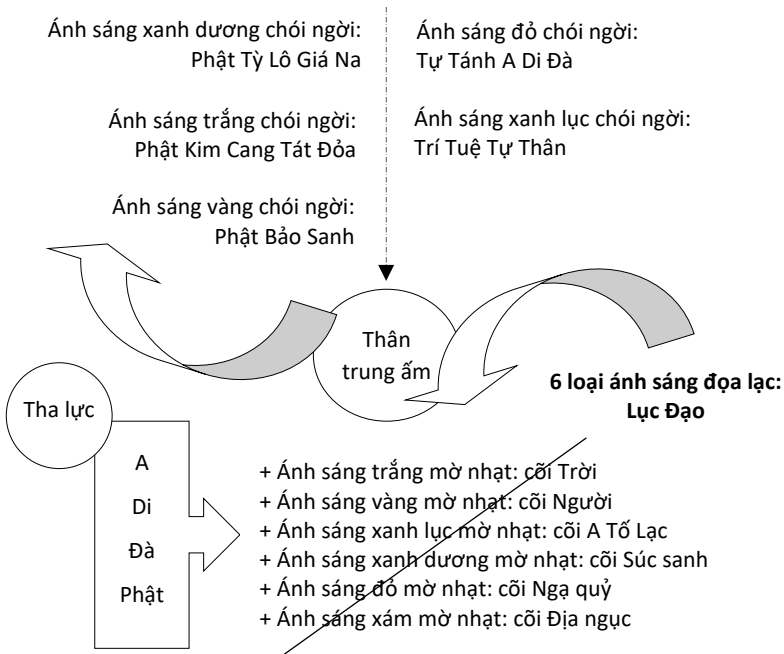 Ánh sáng xanh dương chói ngời:
Phật Tỳ Lô Giá Na
Ánh sáng đỏ chói ngời:
Tự Tánh A Di Đà
Ánh sáng trắng chói ngời:
Phật Kim Cang Tát Đỏa
Ánh sáng xanh lục chói ngời:
Trí Tuệ Tự Thân
Ánh sáng vàng chói ngời:
Phật Bảo Sanh
Thân
trung ấm
6 loại ánh sáng đọa lạc:
Lục Đạo
Tha lực
A
Di
Đà
Phật
+ Ánh sáng trắng mờ nhạt: cõi Trời
+ Ánh sáng vàng mờ nhạt: cõi Người
+ Ánh sáng xanh lục mờ nhạt: cõi A Tố Lạc
+ Ánh sáng xanh dương mờ nhạt: cõi Súc sanh
+ Ánh sáng đỏ mờ nhạt: cõi Ngạ quỷ
+ Ánh sáng xám mờ nhạt: cõi Địa ngục